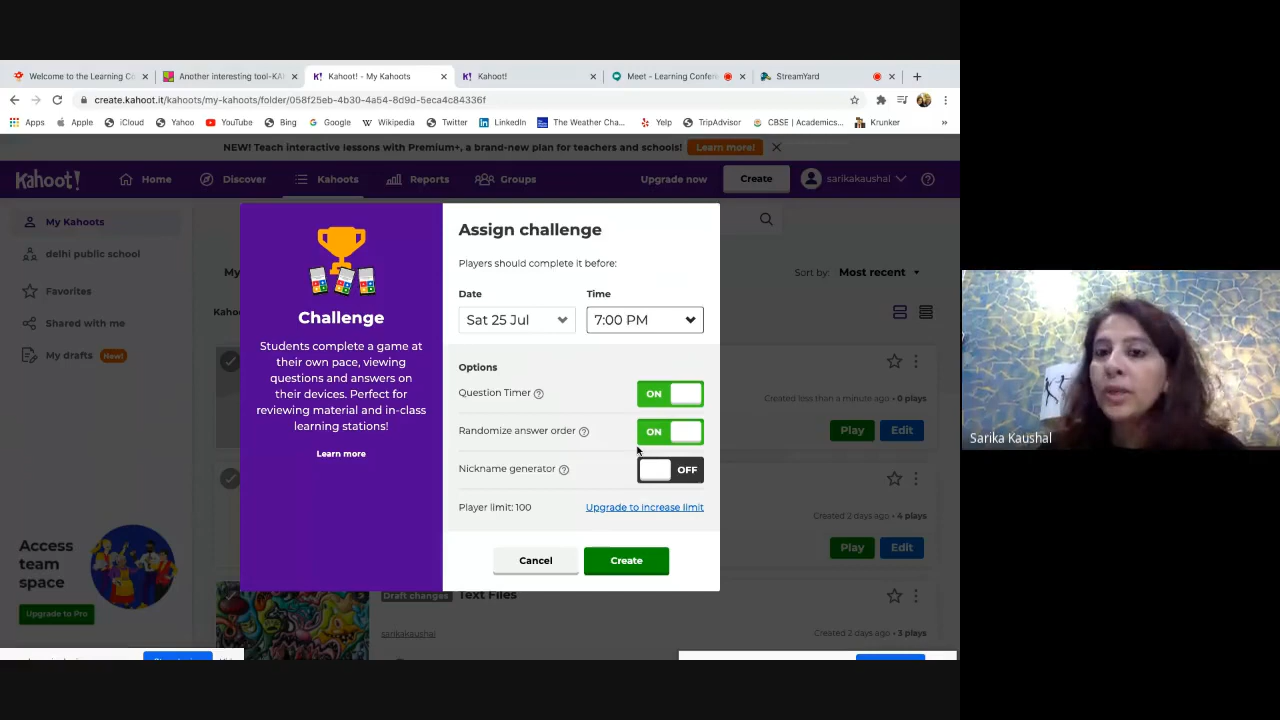 Welcome to the Learning Co
Another interesting tool-KA
Kahoot! - My Kahoots
Kahoot!
Meet - Learning Confer
StreamYard
create.kahoot.it/kahoots/my-kahoots/folder/058f25eb-4b30-4a54-8d9d-5eca4c84336f
Apps
Apple
iCloud
Yahoo
YouTube
Bing
Google
Wikipedia
Twitter
LinkedIn
The Weather Cha...
Yelp
TripAdvisor
CBSE | Academics...
Krunker
NEW! Teach interactive lessons with Premium+, a brand-new plan for teachers and schools! Learn more!
Kahoot!
Home
Discover
Kahoots
Reports
Groups
Upgrade now
Create
sarikakaushal
My Kahoots
delhi public school
Favorites
Shared with me
My drafts New!
Access
team
space
Upgrade to Pro
My
Sort by: Most recent
Kahoo
Challenge
Students complete a game
at their own pace, viewing
questions and answers on
their devices. Perfect for
reviewing material and in-class
learning stations!
Learn more
Assign challenge
Players should complete it before:
Date
Time
Sat 25 Jul
7:00 PM
Options
Question Timer
ON
Randomize answer order
ON
Nickname generator
OFF
Player limit: 100
Upgrade to increase limit
Cancel
Create
Created less than a minute ago • 0 plays
Play
Edit
Created 2 days ago • 4 plays
Play
Edit
Draft changes Text Files
sarikakaushal
Created 2 days ago • 3 plays
Sarika Kaushal